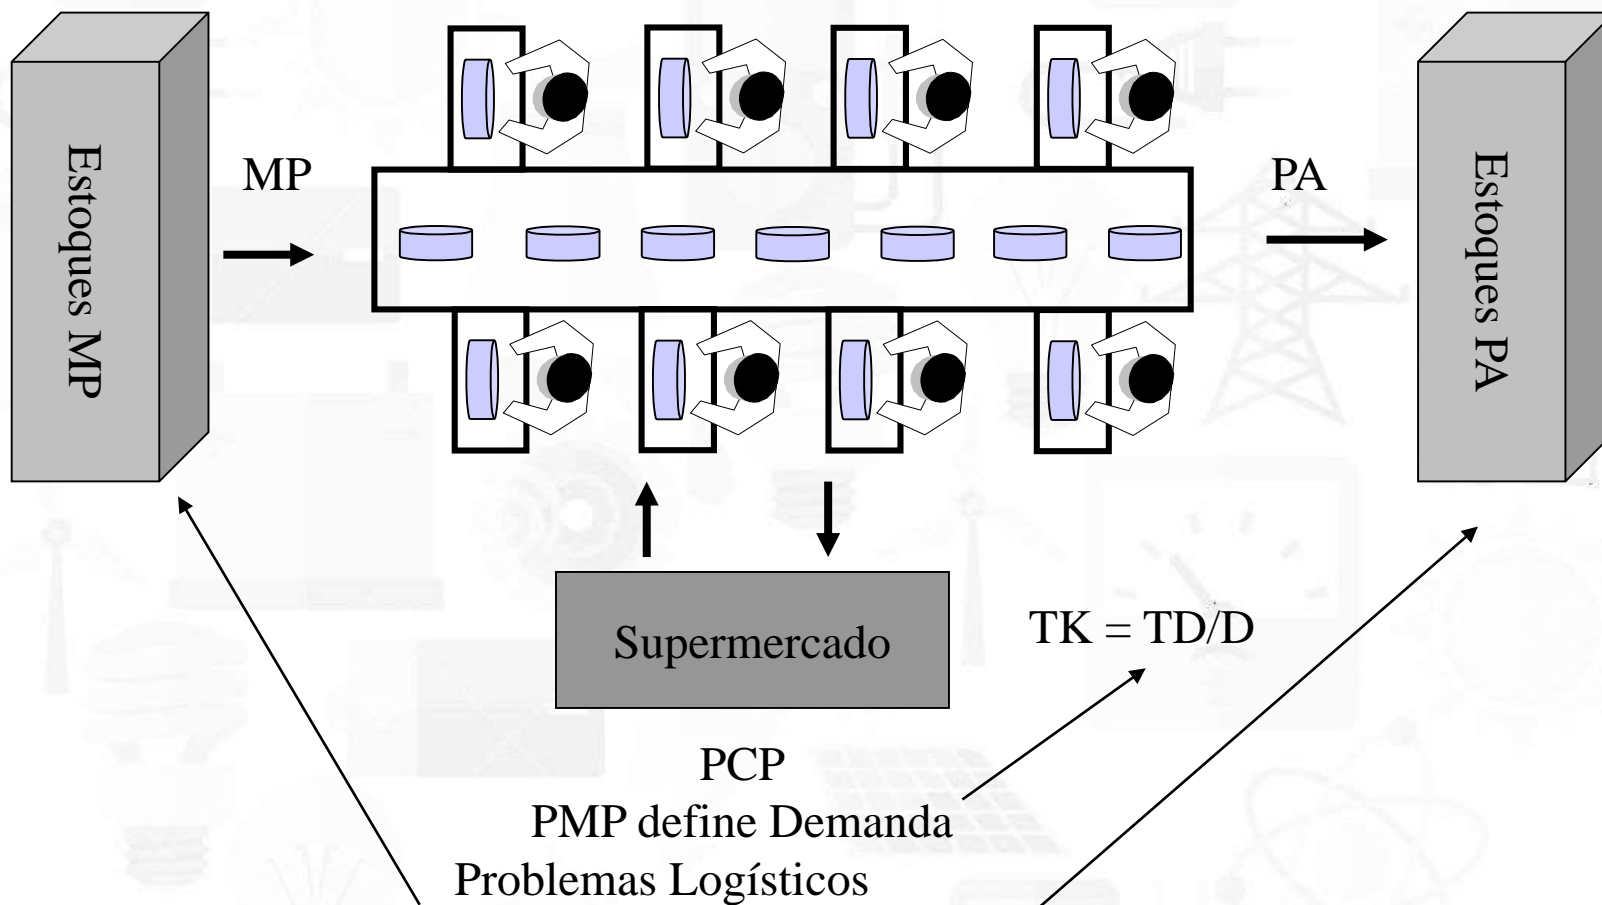 Estoques MP
MP
PA
Estoques PA
Supermercado
TK = TD/D
PCP
PMP define Demanda
Problemas Logísticos